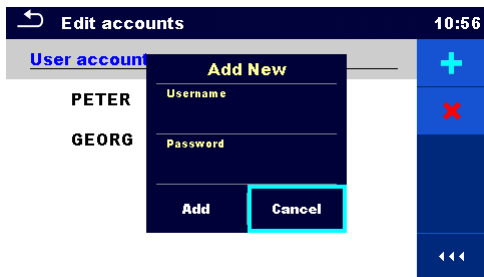 Edit accounts 10:56
User account
Add New
PETER
Username
GEORG
Password
Add Cancel